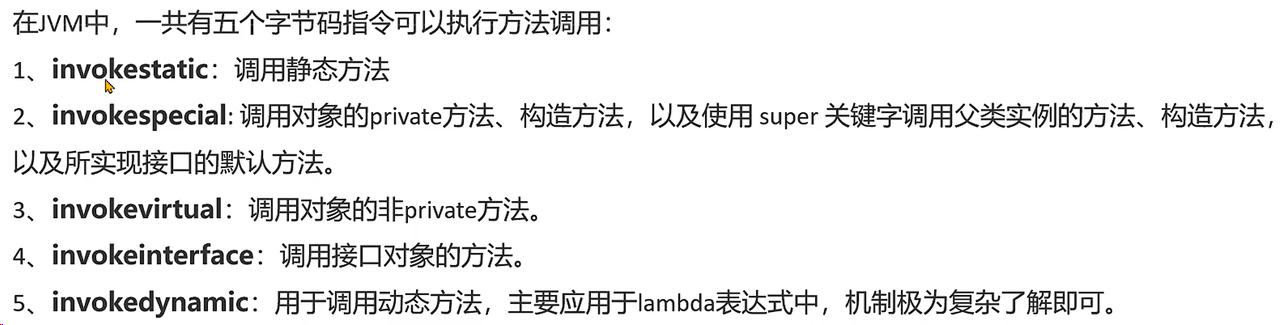 在JVM中，一共有五个字节码指令可以执行方法调用：
1、invokestatic：调用静态方法
2、invokespecial: 调用对象的private方法、构造方法，以及使用 super 关键字调用父类实例的方法、构造方法，
以及所实现接口的默认方法。
3、invokevirtual：调用对象的非private方法。
4、invokeinterface：调用接口对象的方法。
5、invokedynamic：用于调用动态方法，主要应用于lambda表达式中，机制极为复杂了解即可。